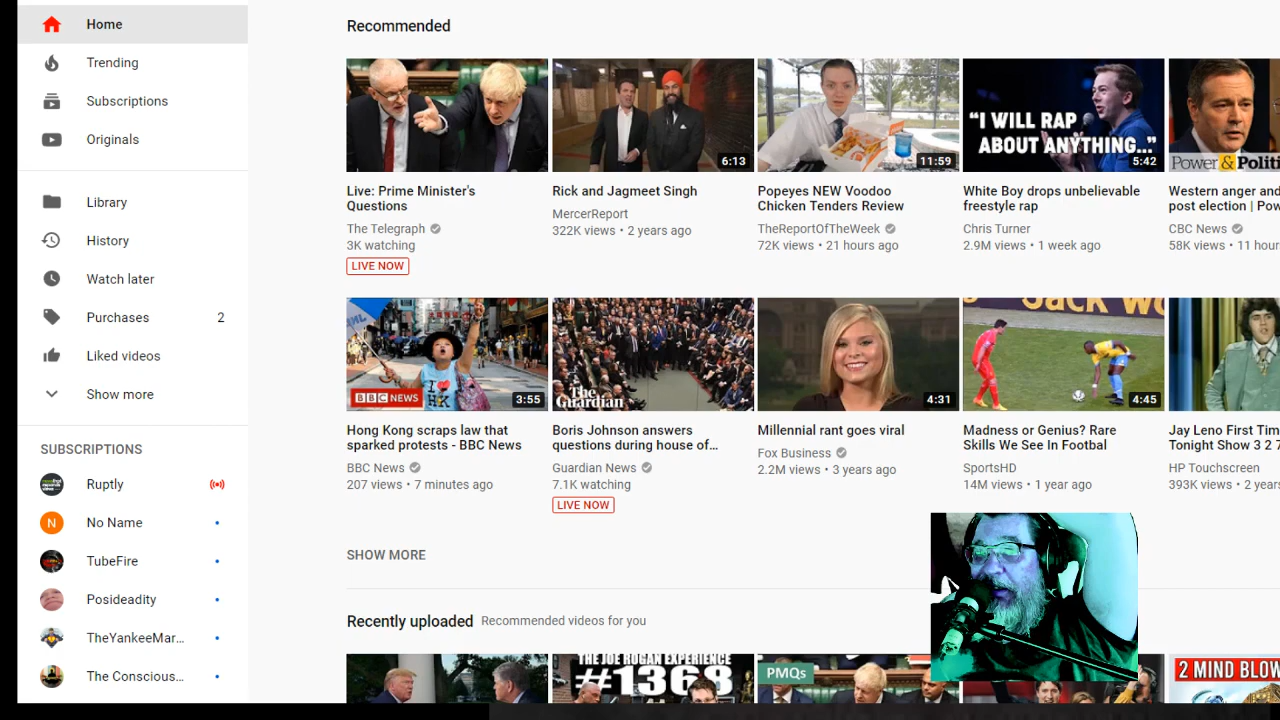 Home
Trending
Subscriptions
Originals
Library
History
Watch later
Purchases 2
Liked videos
Show more
SUBSCRIPTIONS
Ruptly
N No Name
TubeFire
Posideadity
TheYankeeMar...
The Conscious...
Recommended
6:13
11:59
"I WILL RAP
ABOUT ANYTHING..."
5:42
Power & Politi
Live: Prime Minister's
Questions
The Telegraph
3K watching
LIVE NOW
Rick and Jagmeet Singh
MercerReport
322K views • 2 years ago
Popeyes NEW Voodoo
Chicken Tenders Review
TheReportOfTheWeek
72K views • 21 hours ago
White Boy drops unbelievable
freestyle rap
Chris Turner
2.9M views • 1 week ago
Western anger and
post election | Pow
CBC News
58K views • 11 hour
I ♥ HK
BBC NEWS
3:55
The
Guardian
4:31
Sack
4:45
Hong Kong scraps law that
sparked protests - BBC News
BBC News
207 views • 7 minutes ago
Boris Johnson answers
questions during house of...
Guardian News
7.1K watching
LIVE NOW
Millennial rant goes viral
Fox Business
2.2M views • 3 years ago
Madness or Genius? Rare
Skills We See In Footbal
SportsHD
14M views • 1 year ago
Jay Leno First Tim
Tonight Show 3 2 7
HP Touchscreen
393K views • 2 years
SHOW MORE
Recently uploaded Recommended videos for you
THE JOE ROGAN EXPERIENCE
#1368
PMQs
2 MIND BLOW